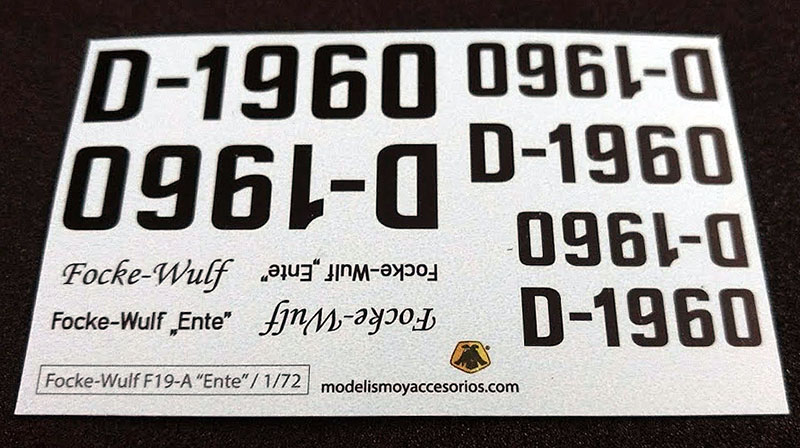 D-1960
D-1960
Focke-Wulf
Focke-Wulf „Ente"
Focke-Wulf „Ente"
Focke-Wulf
Focke-Wulf F19-A “Ente” / 1/72
D-1960
D-1960
D-1960
D-1960
modelismoyaccesorios.com